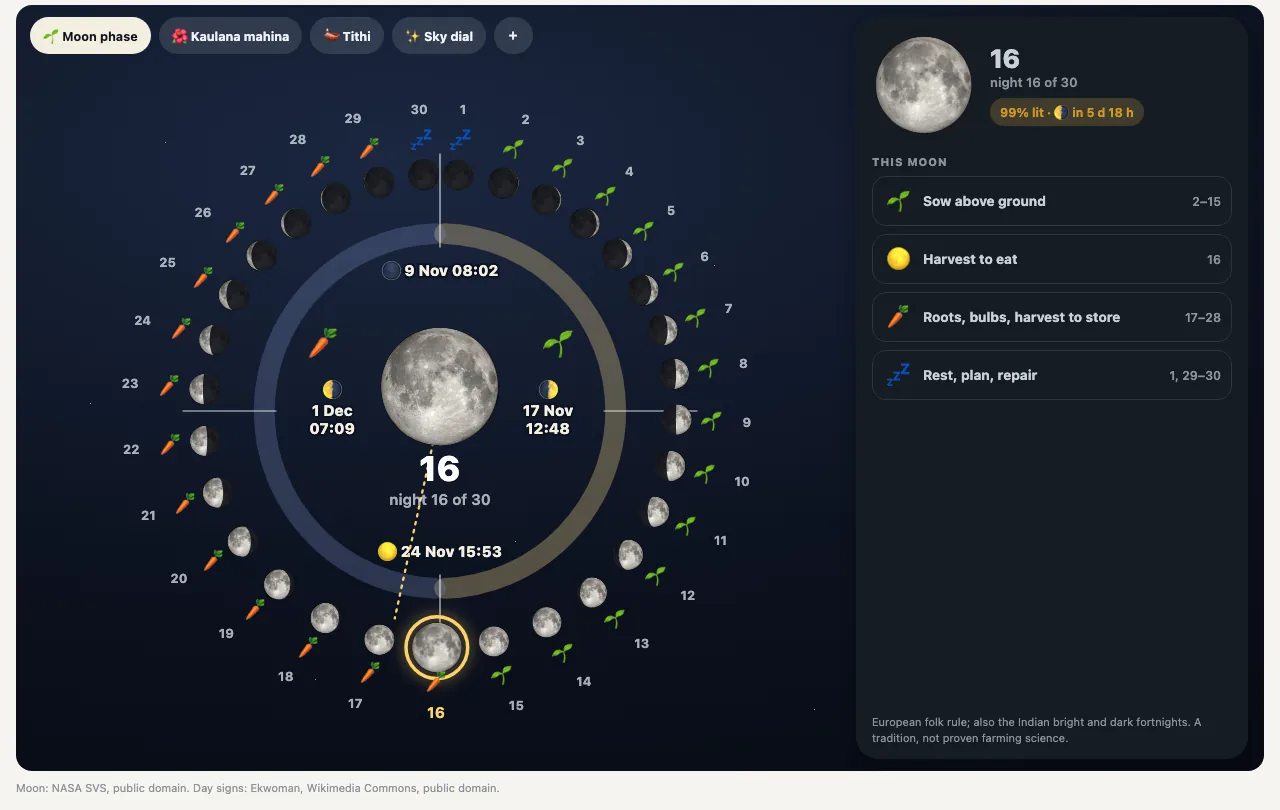 Moon phase
Kaulana mahina
Tithi
Sky dial
+
30
1
2
3
4
5
6
7
8
9
10
11
12
13
14
15
16
17
18
19
20
21
22
23
24
25
26
27
28
29
9 Nov 08:02
1 Dec
07:09
17 Nov
12:48
16
night 16 of 30
24 Nov 15:53
16
night 16 of 30
99% lit · in 5 d 18 h
THIS MOON
Sow above ground 2–15
Harvest to eat 16
Roots, bulbs, harvest to store 17–28
Rest, plan, repair 1, 29–30
European folk rule; also the Indian bright and dark fortnights. A
tradition, not proven farming science.
Moon: NASA SVS, public domain. Day signs: Ekwoman, Wikimedia Commons, public domain.